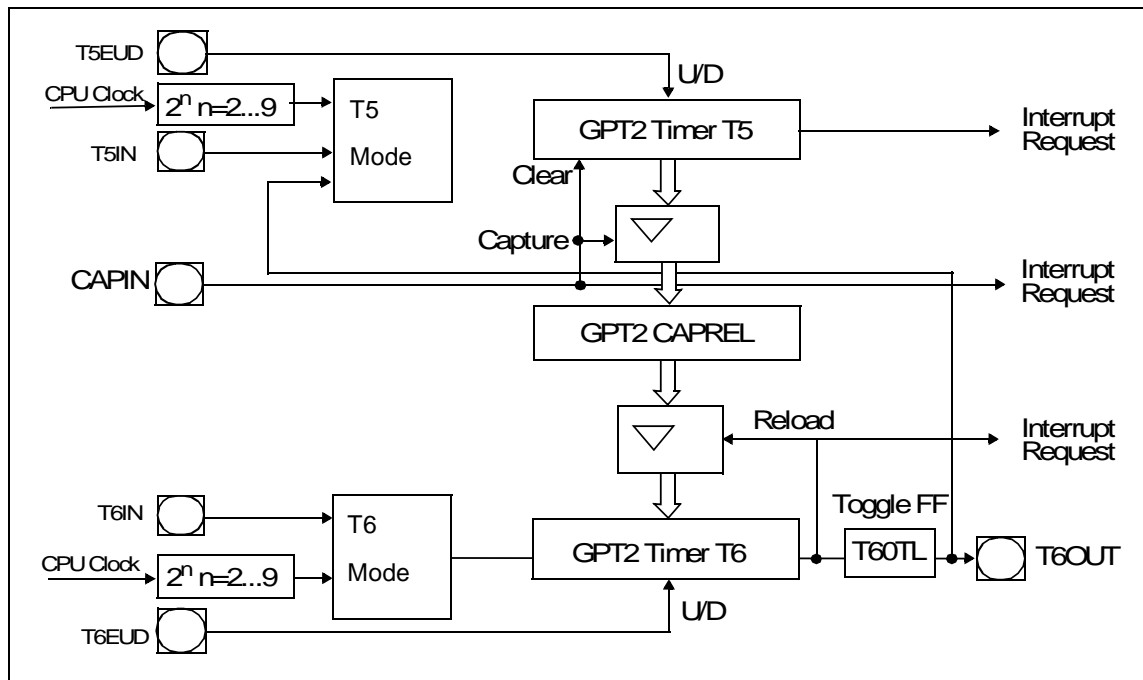 T5EUD
U/D
CPU Clock
2ⁿ n=2...9
T5
Mode
GPT2 Timer T5
Interrupt
Request
T5IN
Clear
Capture
CAPIN
Interrupt
Request
GPT2 CAPREL
Reload
Interrupt
Request
T6IN
T6
Mode
Toggle FF
GPT2 Timer T6
T60TL
T6OUT
CPU Clock
2ⁿ n=2...9
U/D
T6EUD